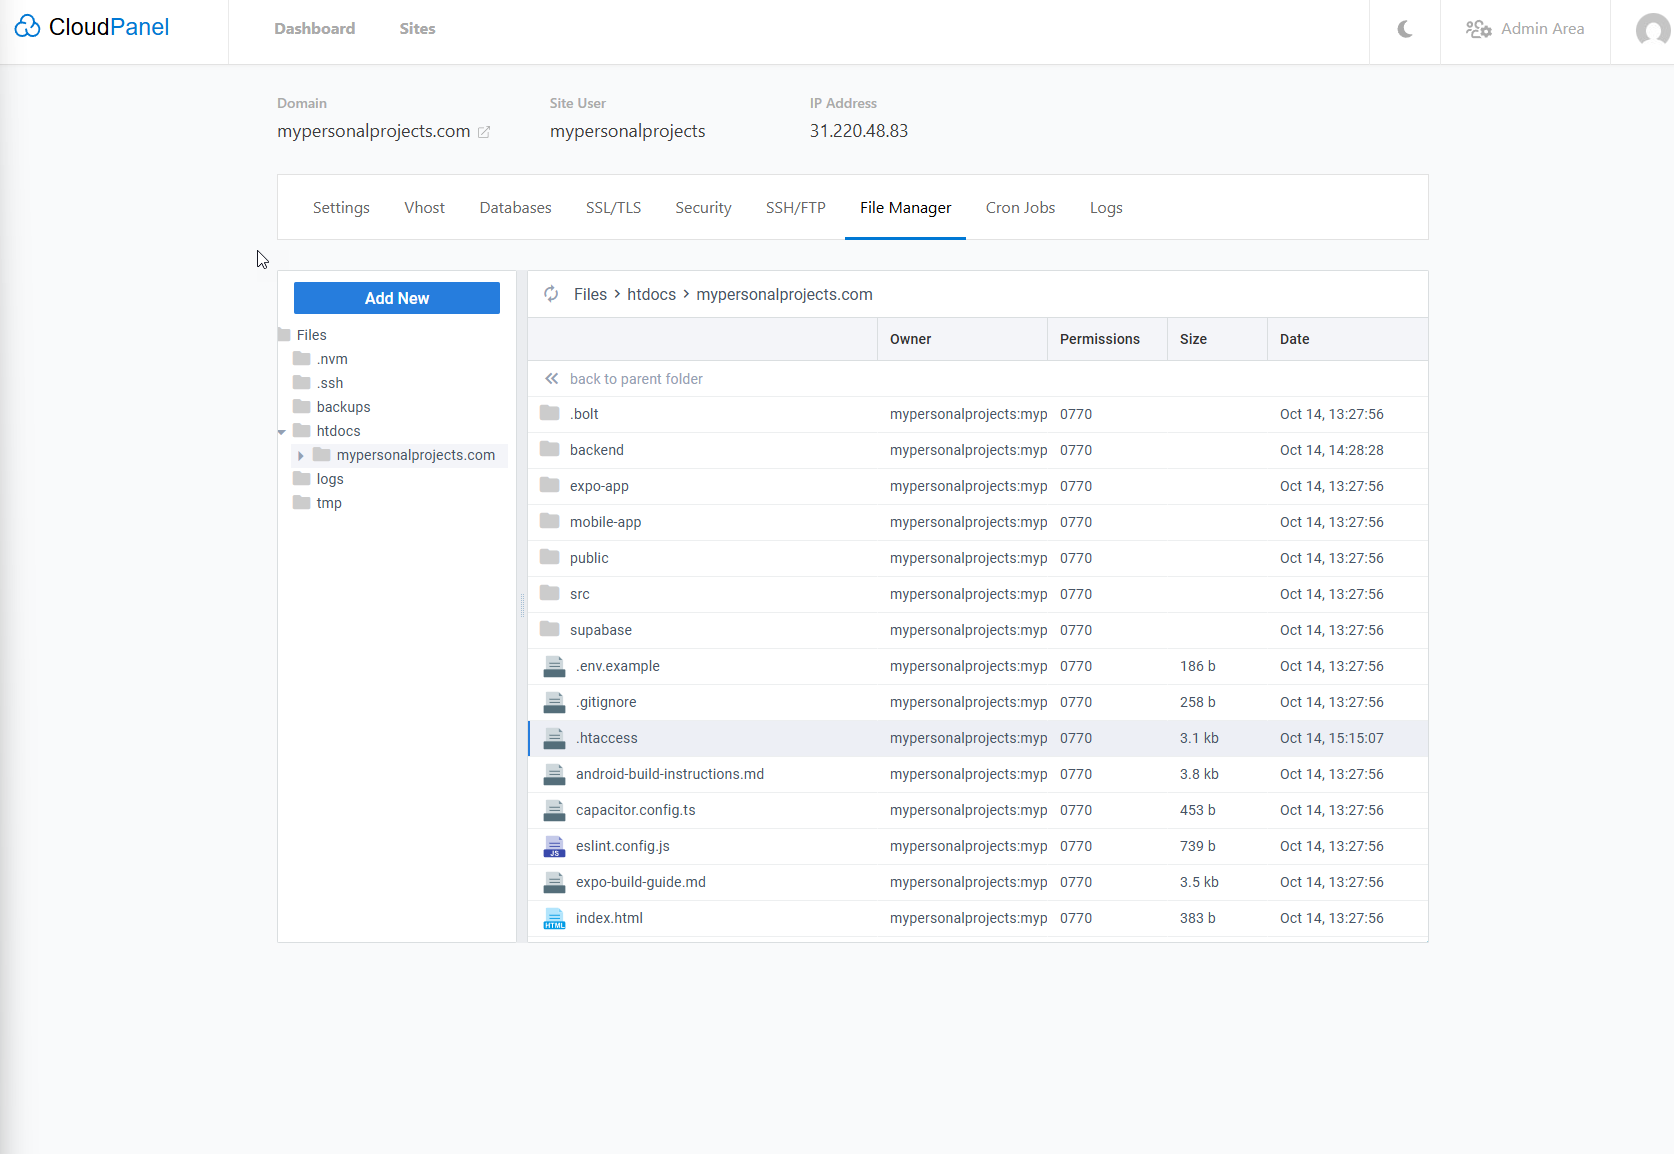 CloudPanel
Dashboard Sites
Admin Area
Domain Site User IP Address
mypersonalprojects.com mypersonalprojects 31.220.48.83
Settings Vhost Databases SSL/TLS Security SSH/FTP File Manager Cron Jobs Logs
Add New
Files
.nvm
.ssh
backups
htdocs
mypersonalprojects.com
logs
tmp
Files > htdocs > mypersonalprojects.com
Owner Permissions Size Date
back to parent folder
.bolt mypersonalprojects:myp 0770 Oct 14, 13:27:56
backend mypersonalprojects:myp 0770 Oct 14, 14:28:28
expo-app mypersonalprojects:myp 0770 Oct 14, 13:27:56
mobile-app mypersonalprojects:myp 0770 Oct 14, 13:27:56
public mypersonalprojects:myp 0770 Oct 14, 13:27:56
src mypersonalprojects:myp 0770 Oct 14, 13:27:56
supabase mypersonalprojects:myp 0770 Oct 14, 13:27:56
.env.example mypersonalprojects:myp 0770 186 b Oct 14, 13:27:56
.gitignore mypersonalprojects:myp 0770 258 b Oct 14, 13:27:56
.htaccess mypersonalprojects:myp 0770 3.1 kb Oct 14, 15:15:07
android-build-instructions.md mypersonalprojects:myp 0770 3.8 kb Oct 14, 13:27:56
capacitor.config.ts mypersonalprojects:myp 0770 453 b Oct 14, 13:27:56
JS eslint.config.js mypersonalprojects:myp 0770 739 b Oct 14, 13:27:56
expo-build-guide.md mypersonalprojects:myp 0770 3.5 kb Oct 14, 13:27:56
HTML index.html mypersonalprojects:myp 0770 383 b Oct 14, 13:27:56